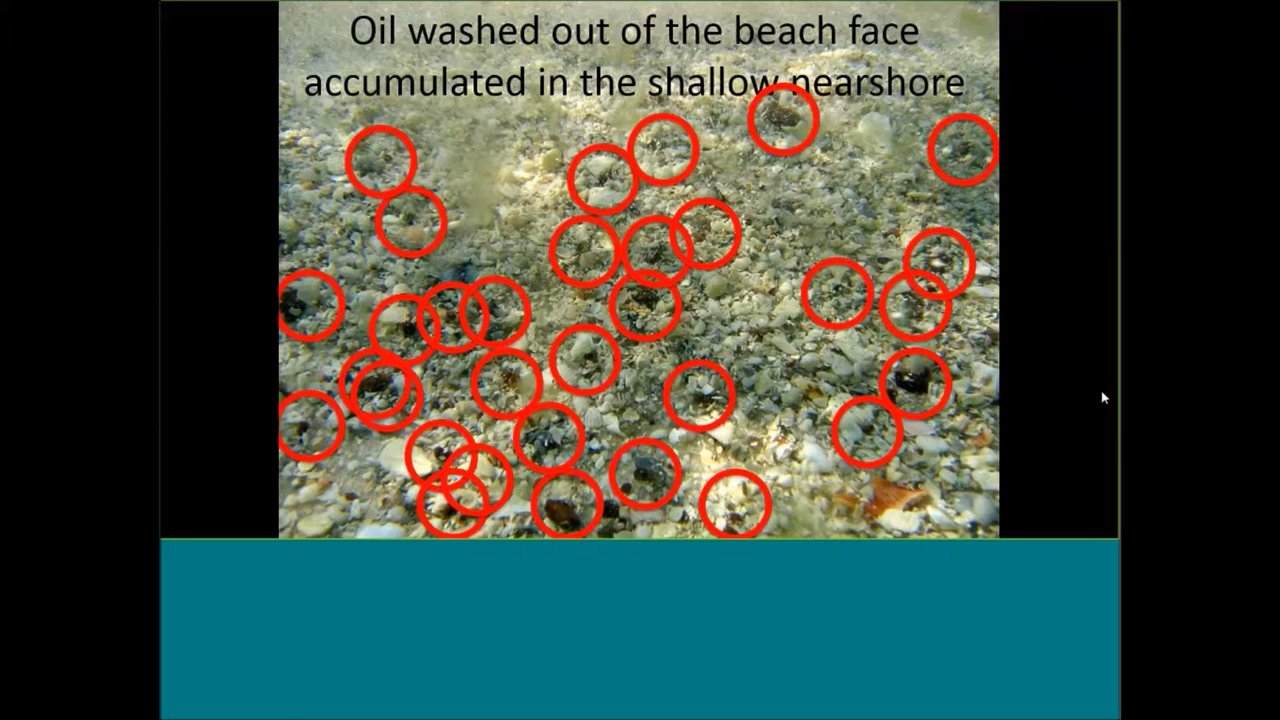 Oil washed out of the beach face
accumulated in the shallow nearshore